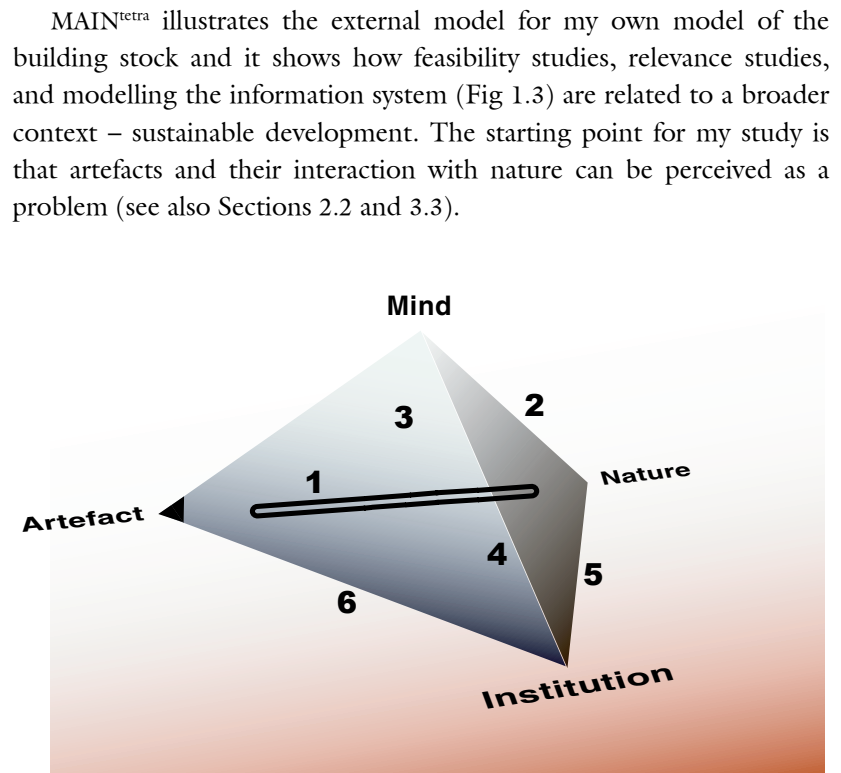 MAINtetra illustrates the external model for my own model of the
building stock and it shows how feasibility studies, relevance studies,
and modelling the information system (Fig 1.3) are related to a broader
context – sustainable development. The starting point for my study is
that artefacts and their interaction with nature can be perceived as a
problem (see also Sections 2.2 and 3.3).
Mind
3
2
1
Nature
Artefact
4
5
6
Institution